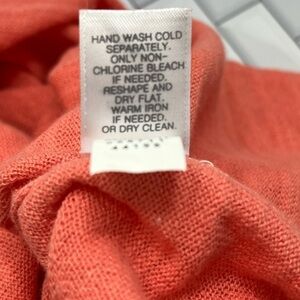 HAND WASH COLD
SEPARATELY.
ONLY NON-
CHLORINE BLEACH
IF NEEDED.
RESHAPE AND
DRY FLAT.
WARM IRON
IF NEEDED.
OR DRY CLEAN.